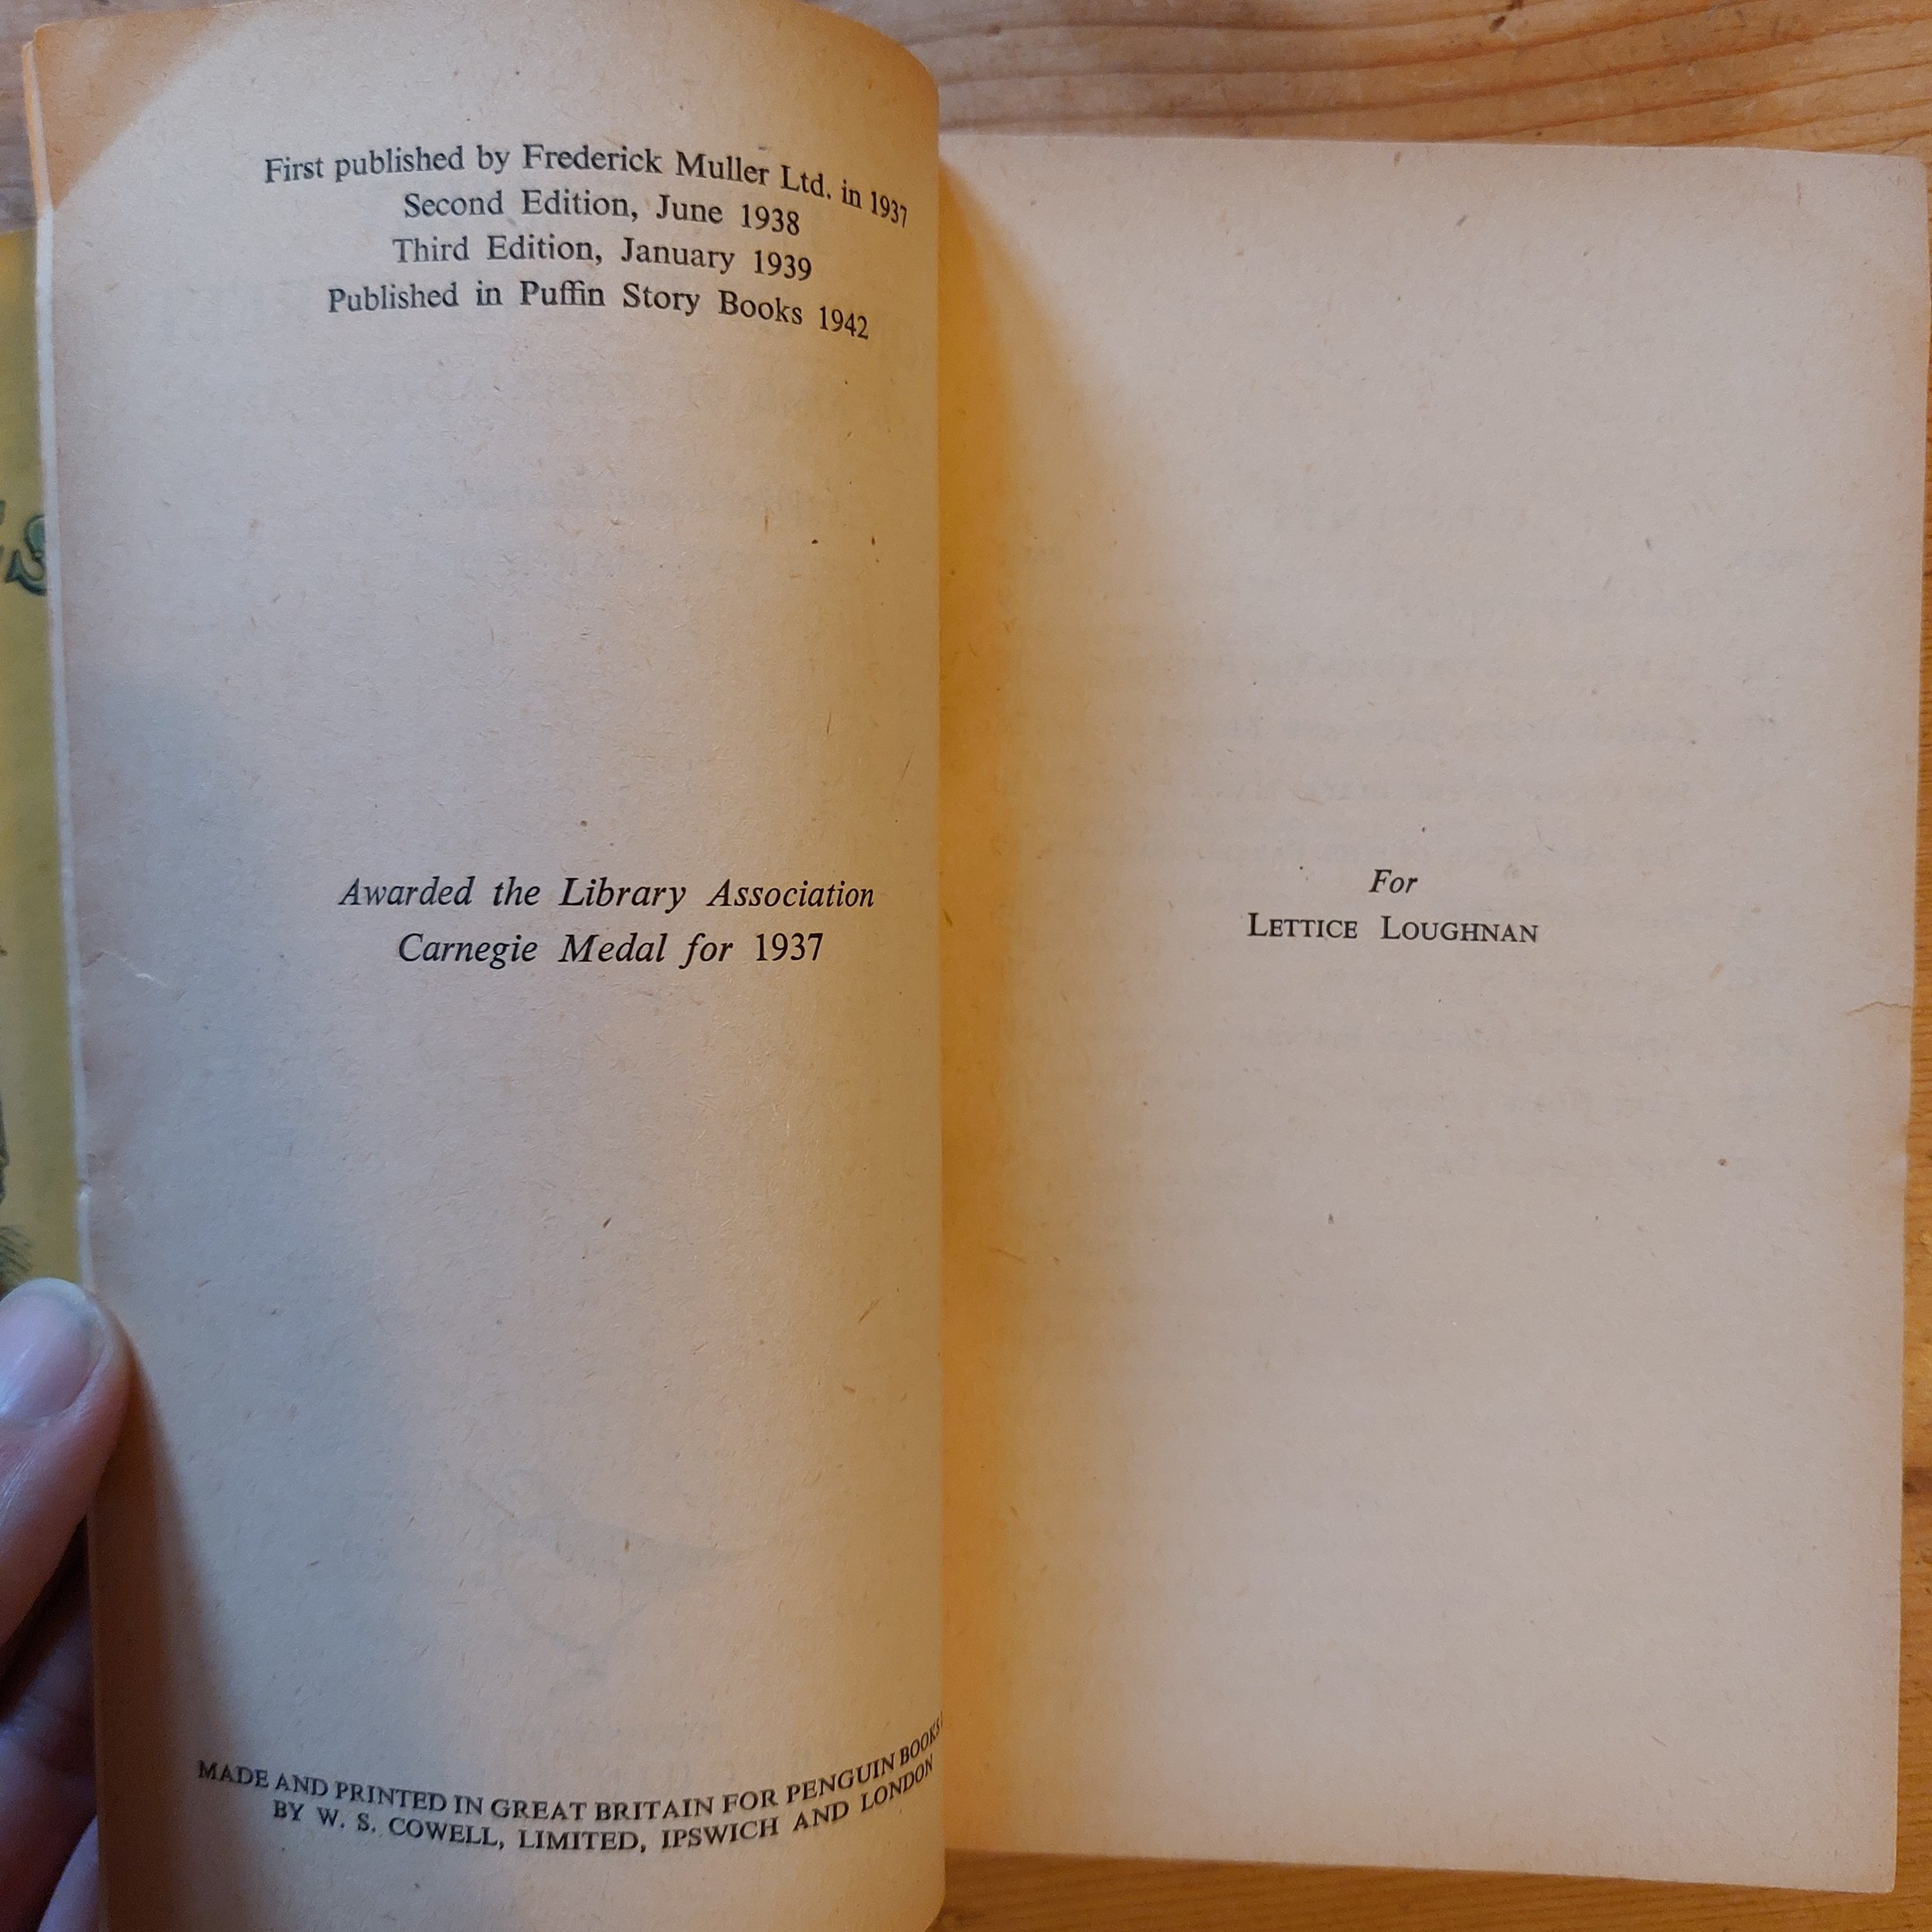 First published by Frederick Muller Ltd. in 1937
Second Edition, June 1938
Third Edition, January 1939
Published in Puffin Story Books 1942
Awarded the Library Association
Carnegie Medal for 1937
MADE AND PRINTED IN GREAT BRITAIN FOR PENGUIN BOOKS
BY W. S. COWELL, LIMITED, IPSWICH AND LONDON
For
LETTICE LOUGHNAN